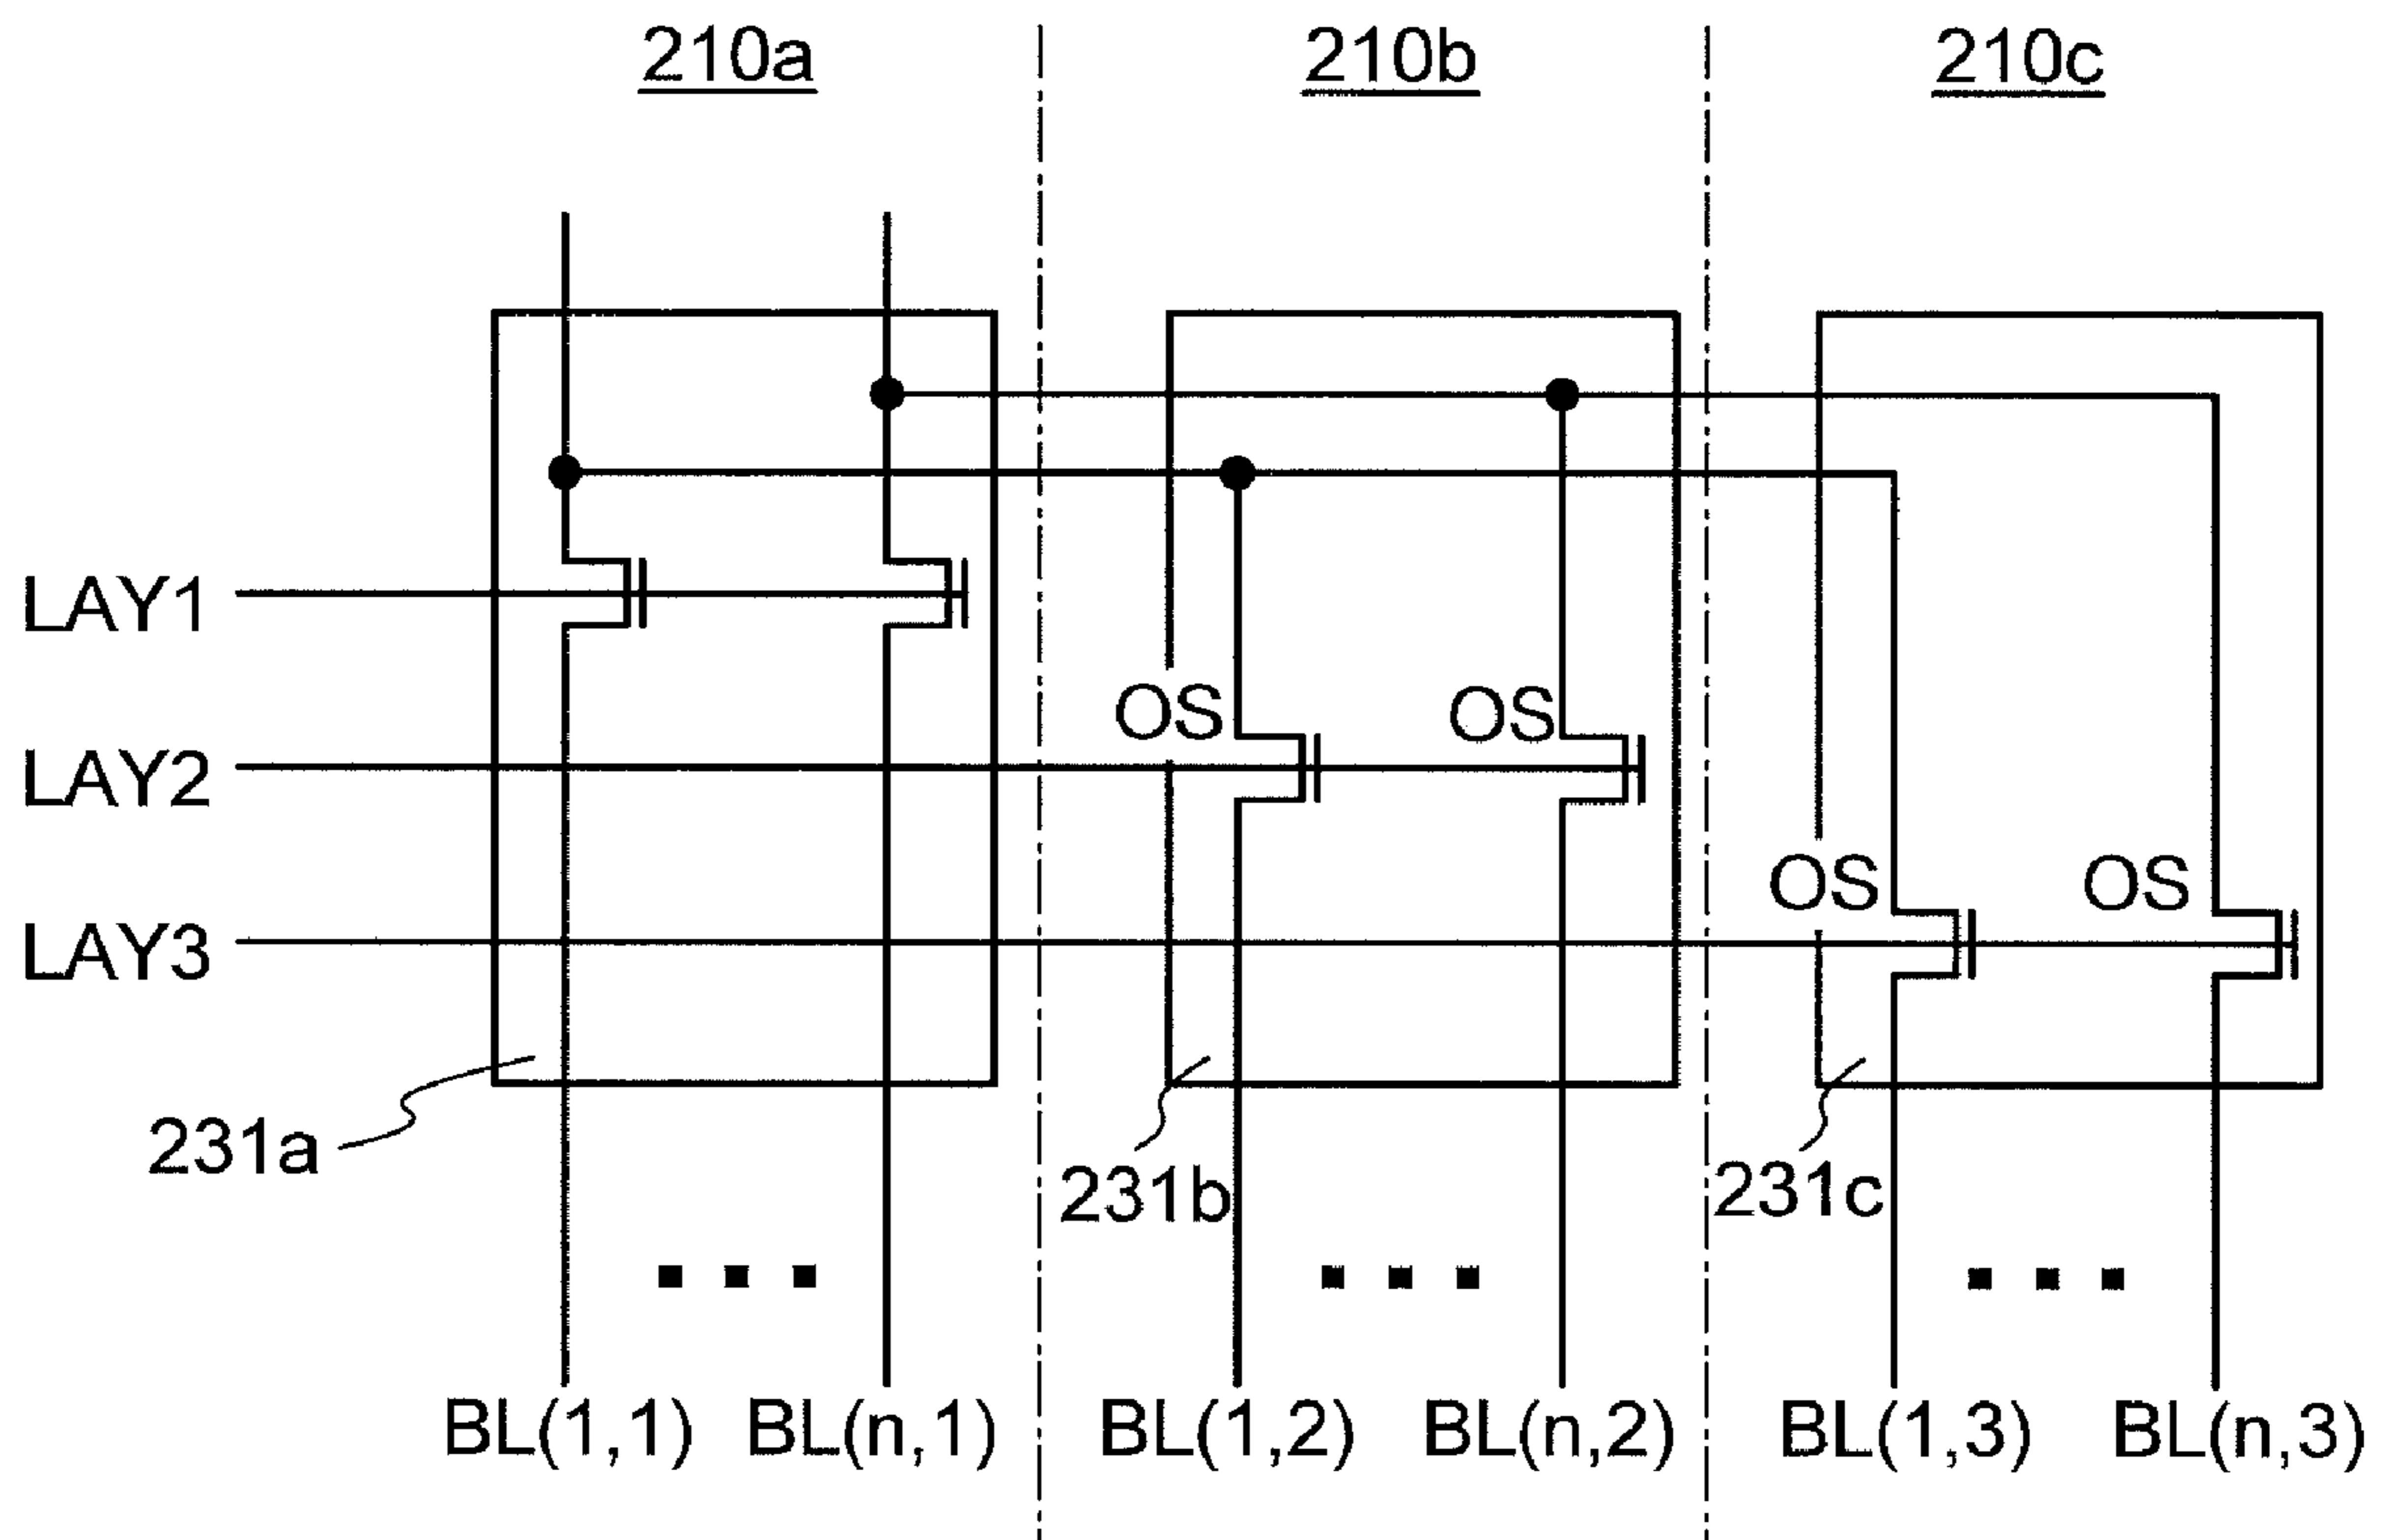 210a 210b 210c
LAY1
OS OS
LAY2
OS OS
LAY3
231a 231b 231c
BL(1,1) BL(n,1) BL(1,2) BL(n,2) BL(1,3) BL(n,3)